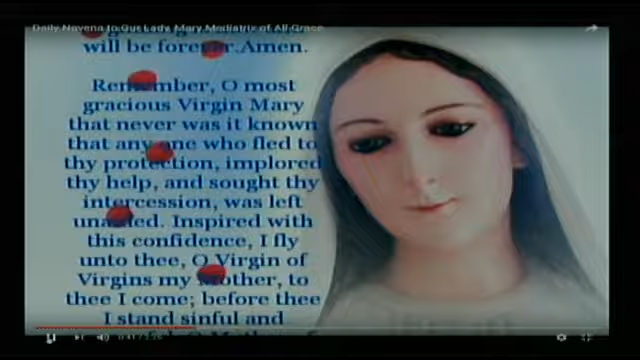 Daily Novena to Our Lady, Mary Mediatrix of All Grace
will be forever.Amen.
Remember, O most
gracious Virgin Mary
that never was it known
that any one who fled to
thy protection, implored
thy help, and sought thy
intercession, was left
unaided. Inspired with
this confidence, I fly
unto thee, O Virgin of
Virgins my Mother, to
thee I come; before thee
I stand sinful and